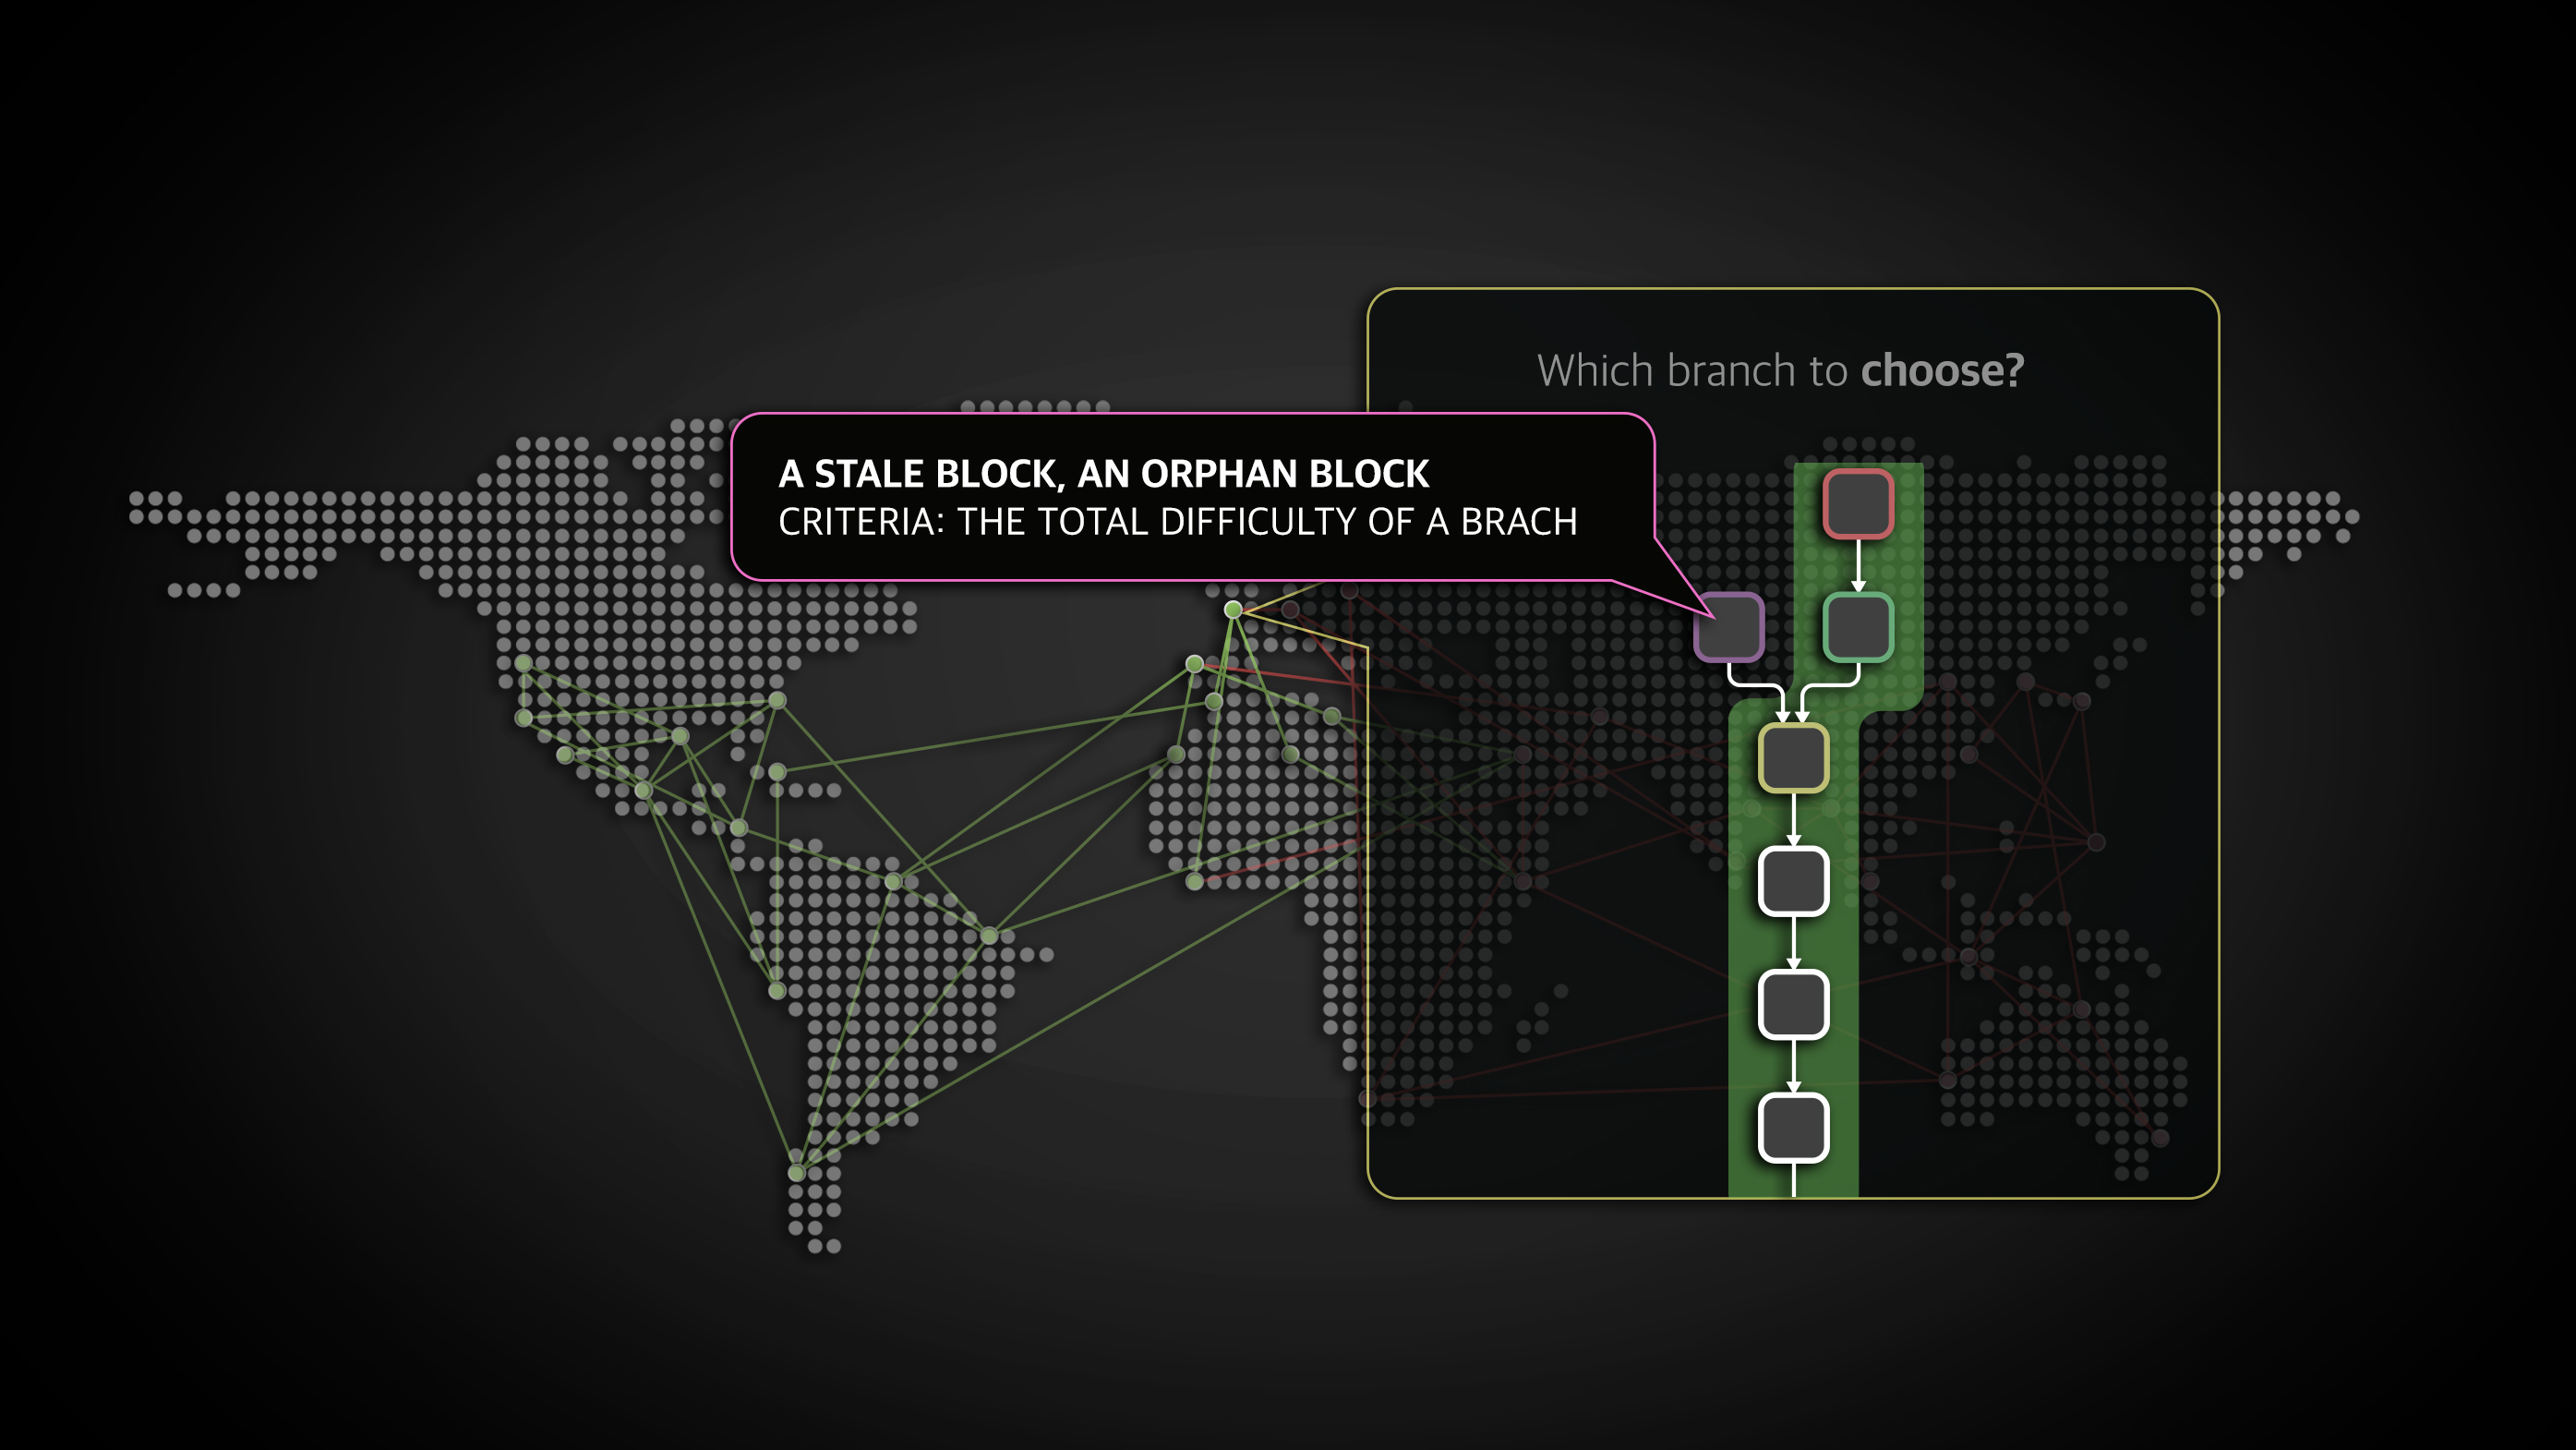 Which branch to choose?
A STALE BLOCK, AN ORPHAN BLOCK
CRITERIA: THE TOTAL DIFFICULTY OF A BRACH